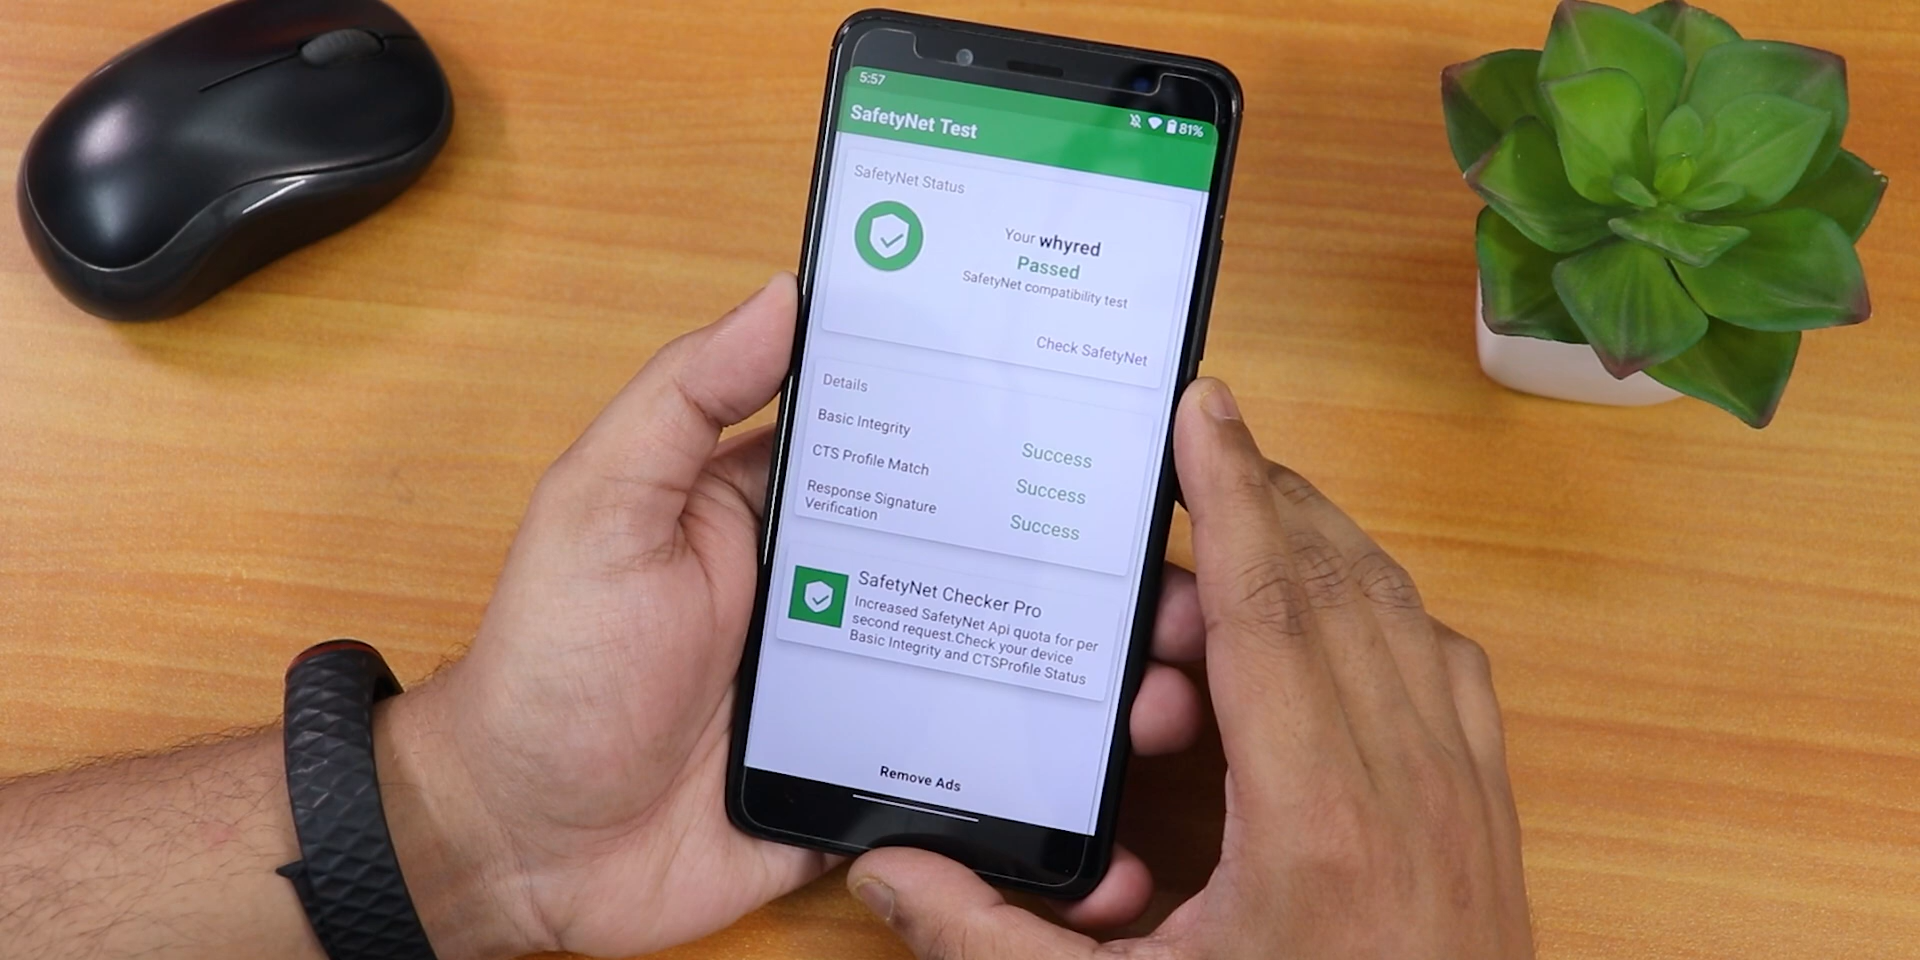 5:57
81%
SafetyNet Test
SafetyNet Status
Your whyred
Passed
SafetyNet compatibility test
Check SafetyNet
Details
Basic Integrity
Success
CTS Profile Match
Success
Response Signature
Verification
Success
SafetyNet Checker Pro
Increased SafetyNet Api quota for per
second request.Check your device
Basic Integrity and CTSProfile Status
Remove Ads